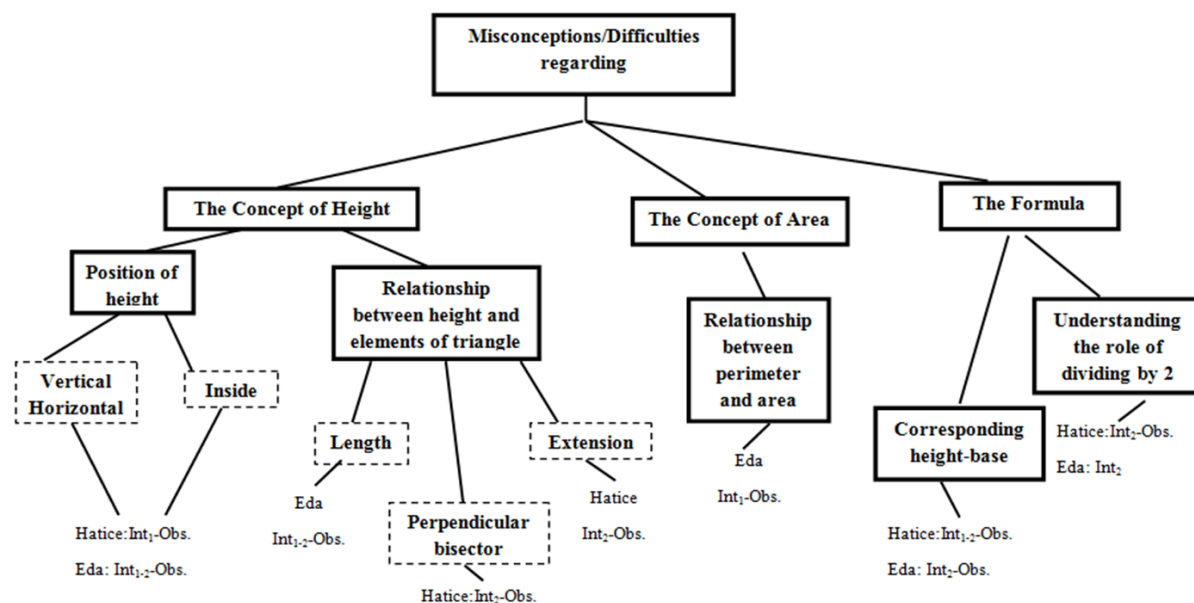 Misconceptions/Difficulties
regarding
The Concept of Height
The Concept of Area
The Formula
Position of
height
Relationship
between height and
elements of triangle
Relationship
between
perimeter
and area
Understanding
the role of
dividing by 2
Vertical
Horizontal
Inside
Length
Extension
Perpendicular
bisector
Corresponding
height-base
Hatice:Int₁-Obs.
Eda: Int₁₋₂-Obs.
Eda
Int₁₋₂-Obs.
Hatice:Int₂-Obs.
Hatice
Int₂-Obs.
Eda
Int₁-Obs.
Hatice:Int₁₋₂-Obs.
Eda: Int₂-Obs.
Hatice:Int₂-Obs.
Eda: Int₂